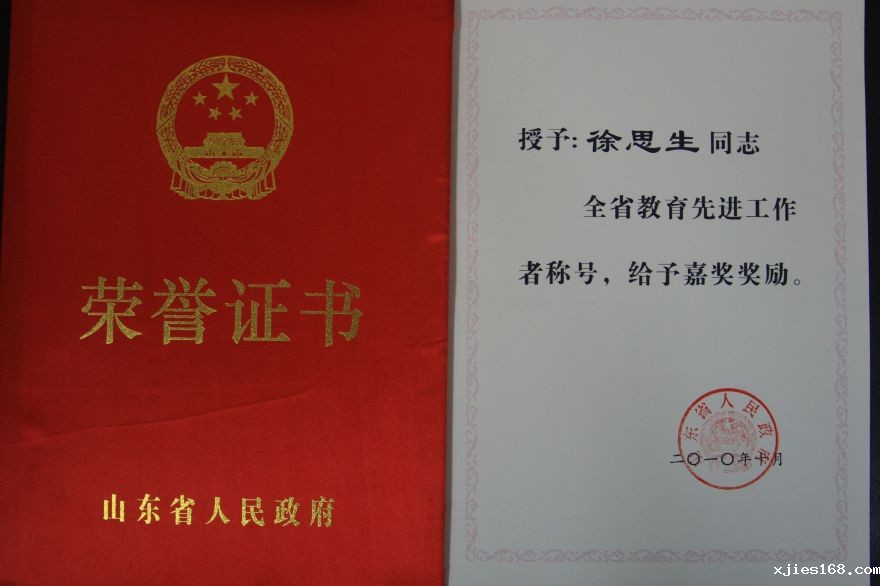 荣誉证书
山东省人民政府
授予：徐思生同志
全省教育先进工作
者称号，给予嘉奖奖励。
山东省人民政府
二〇一〇年十月
xjies168.com